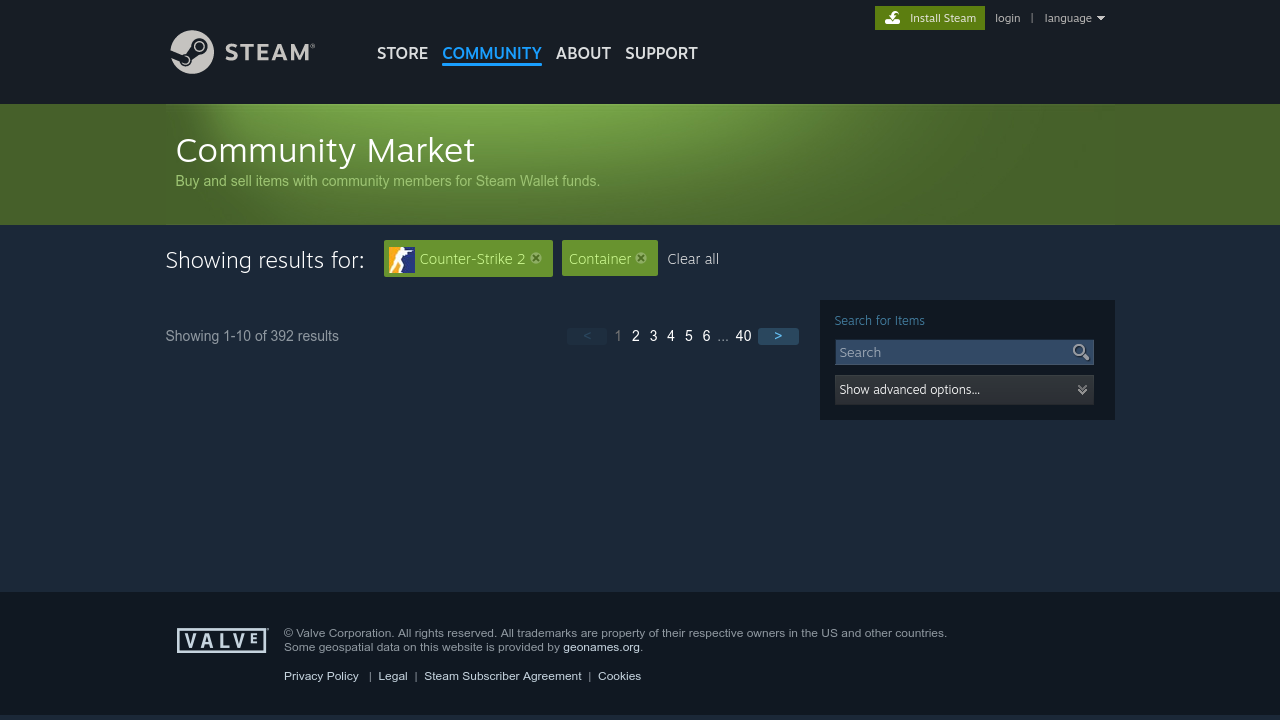 Install Steam login | language
STEAM®
STORE COMMUNITY ABOUT SUPPORT
Community Market
Buy and sell items with community members for Steam Wallet funds.
Showing results for: Counter-Strike 2 Container Clear all
Showing 1-10 of 392 results
< 1 2 3 4 5 6 ... 40 >
Search for Items
Search
Show advanced options...
VALVE
© Valve Corporation. All rights reserved. All trademarks are property of their respective owners in the US and other countries.
Some geospatial data on this website is provided by geonames.org.
Privacy Policy | Legal | Steam Subscriber Agreement | Cookies